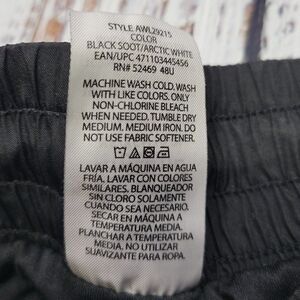 STYLE AWL29215
COLOR
BLACK SOOT/ARCTIC WHITE
EAN/UPC 471103445456
RN# 52469 48U
MACHINE WASH COLD. WASH
WITH LIKE COLORS. ONLY
NON-CHLORINE BLEACH
WHEN NEEDED. TUMBLE DRY
MEDIUM. MEDIUM IRON. DO
NOT USE FABRIC SOFTENER.
LAVAR A MÁQUINA EN AGUA
FRÍA. LAVAR CON COLORES
SIMILARES. BLANQUEADOR
SIN CLORO SOLAMENTE
CUANDO SEA NECESARIO.
SECAR EN MÁQUINA A
TEMPERATURA MEDIA.
PLANCHAR A TEMPERATURA
MEDIA. NO UTILIZAR
SUAVIZANTE PARA ROPA.